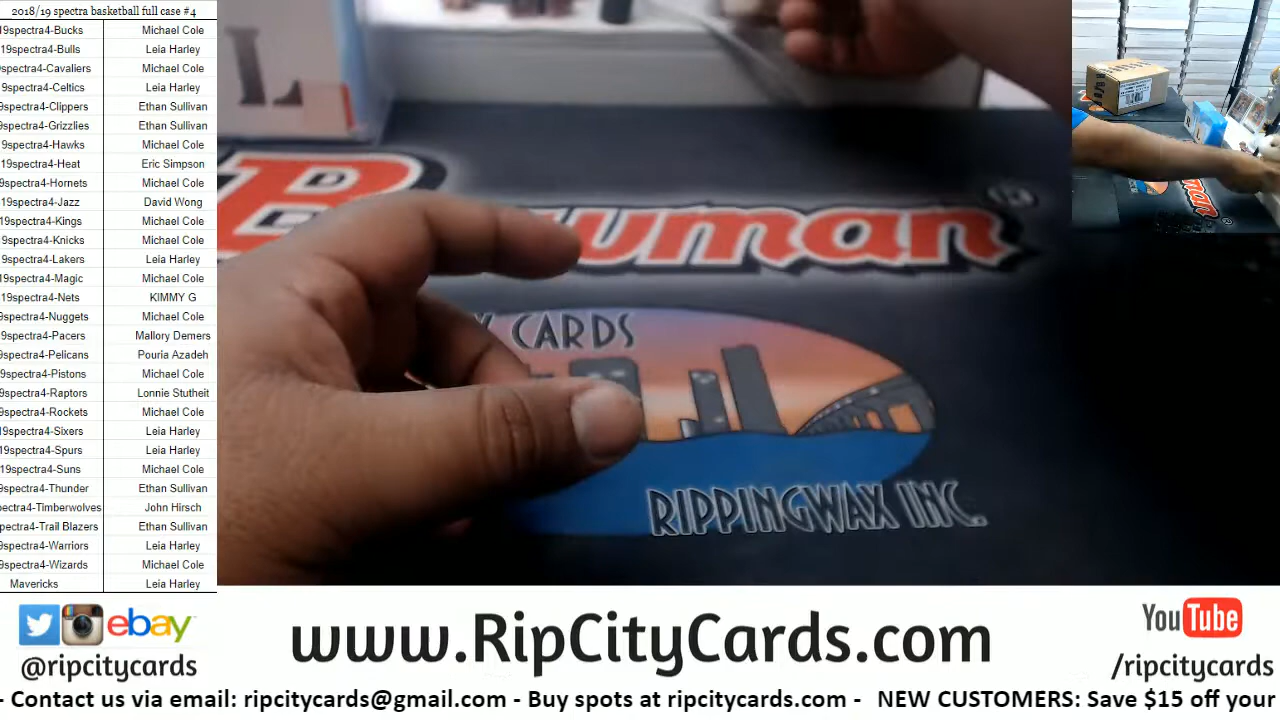 2018/19 spectra basketball full case #4
19spectra4-Bucks Michael Cole
19spectra4-Bulls Leia Harley
9spectra4-Cavaliers Michael Cole
9spectra4-Celtics Leia Harley
9spectra4-Clippers Ethan Sullivan
9spectra4-Grizzlies Ethan Sullivan
19spectra4-Hawks Michael Cole
19spectra4-Heat Eric Simpson
9spectra4-Hornets Michael Cole
19spectra4-Jazz David Wong
19spectra4-Kings Michael Cole
9spectra4-Knicks Michael Cole
9spectra4-Lakers Leia Harley
19spectra4-Magic Michael Cole
19spectra4-Nets KIMMY G
9spectra4-Nuggets Michael Cole
9spectra4-Pacers Mallory Demers
9spectra4-Pelicans Pouria Azadeh
9spectra4-Pistons Michael Cole
9spectra4-Raptors Lonnie Stutheit
9spectra4-Rockets Michael Cole
19spectra4-Sixers Leia Harley
19spectra4-Spurs Leia Harley
19spectra4-Suns Michael Cole
9spectra4-Thunder Ethan Sullivan
pectra4-Timberwolves John Hirsch
spectra4-Trail Blazers Ethan Sullivan
9spectra4-Warriors Leia Harley
9spectra4-Wizards Michael Cole
Mavericks Leia Harley
Bowman®
CARDS
RIPPINGWAX INC.
ebay
@ripcitycards
www.RipCityCards.com
YouTube
/ripcitycards
- Contact us via email: ripcitycards@gmail.com - Buy spots at ripcitycards.com - NEW CUSTOMERS: Save $15 off your